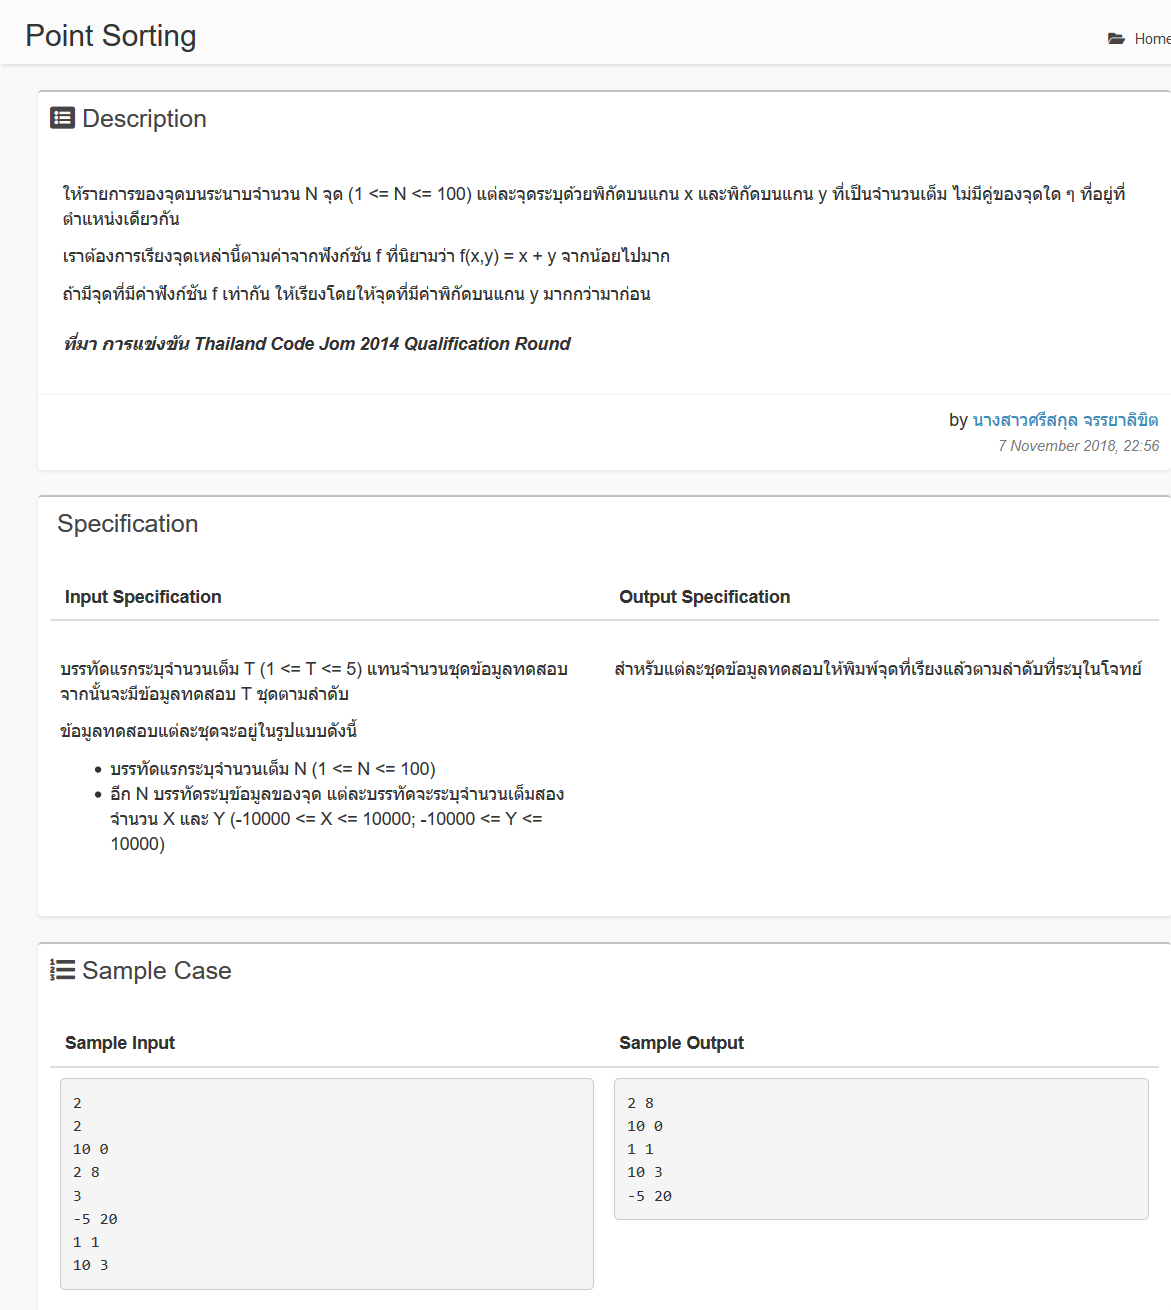 Point Sorting
Home
Description
ให้รายการของจุดบนระนาบจำนวน N จุด (1 <= N <= 100) แต่ละจุดระบุด้วยพิกัดบนแกน x และพิกัดบนแกน y ที่เป็นจำนวนเต็ม ไม่มีคู่ของจุดใด ๆ ที่อยู่ที่
ตำแหน่งเดียวกัน
เราต้องการเรียงจุดเหล่านี้ตามค่าจากฟังก์ชัน f ที่นิยามว่า f(x,y) = x + y จากน้อยไปมาก
ถ้ามีจุดที่มีค่าฟังก์ชัน f เท่ากัน ให้เรียงโดยให้จุดที่มีค่าพิกัดบนแกน y มากกว่ามาก่อน
ที่มา การแข่งขัน Thailand Code Jom 2014 Qualification Round
by นางสาวศรีสกุล จรรยาลิขิต
7 November 2018, 22:56
Specification
Input Specification
Output Specification
บรรทัดแรกระบุจำนวนเต็ม T (1 <= T <= 5) แทนจำนวนชุดข้อมูลทดสอบ
จากนั้นจะมีข้อมูลทดสอบ T ชุดตามลำดับ
ข้อมูลทดสอบแต่ละชุดจะอยู่ในรูปแบบดังนี้
บรรทัดแรกระบุจำนวนเต็ม N (1 <= N <= 100)
อีก N บรรทัดระบุข้อมูลของจุด แต่ละบรรทัดจะระบุจำนวนเต็มสอง
จำนวน X และ Y (-10000 <= X <= 10000; -10000 <= Y <=
10000)
สำหรับแต่ละชุดข้อมูลทดสอบให้พิมพ์จุดที่เรียงแล้วตามลำดับที่ระบุในโจทย์
Sample Case
Sample Input
2
2
10 0
2 8
3
-5 20
1 1
10 3
Sample Output
2 8
10 0
1 1
10 3
-5 20